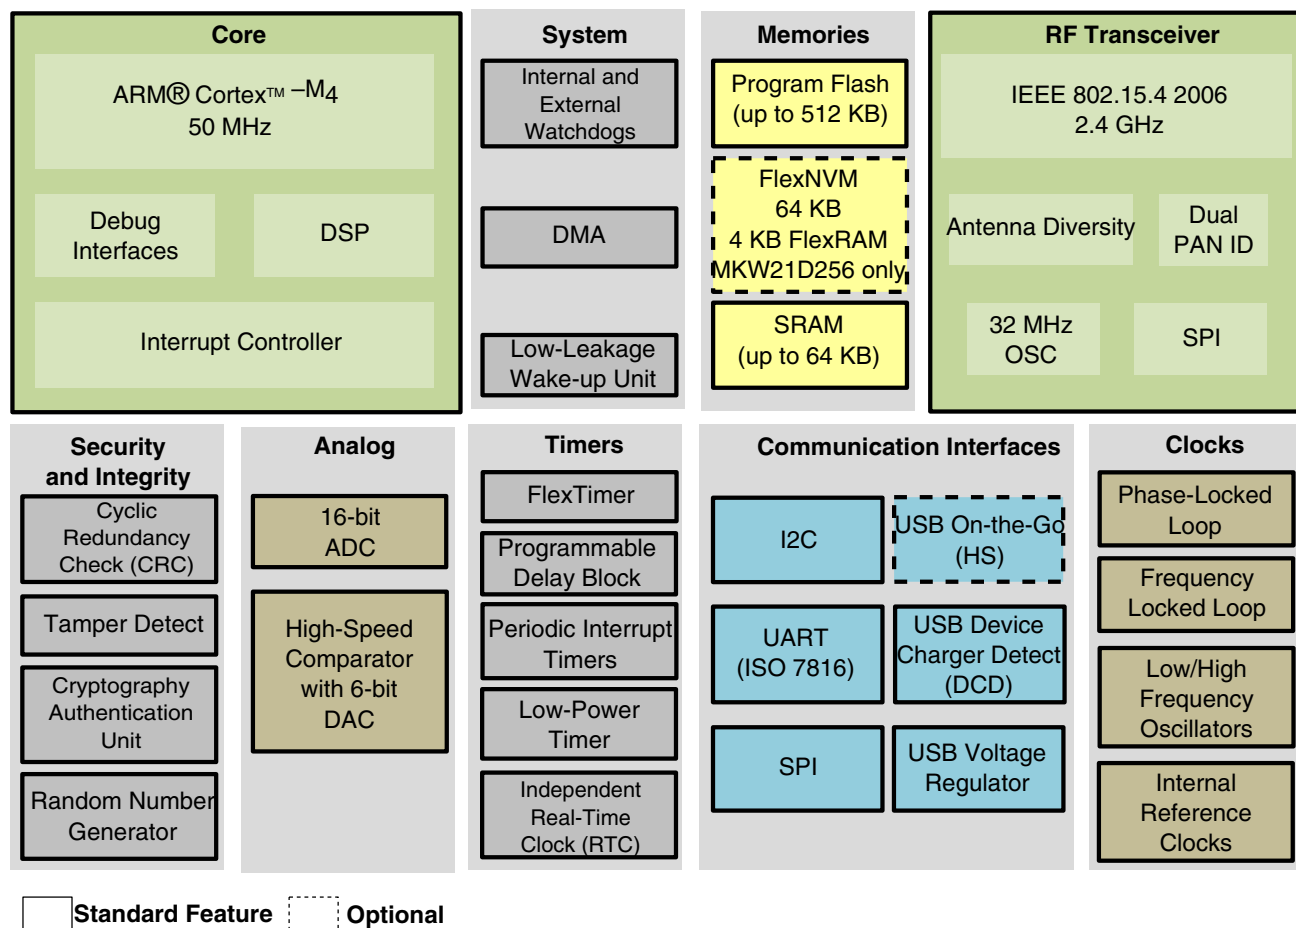 Core
ARM® Cortex™ –M4
50 MHz
Debug
Interfaces
DSP
Interrupt Controller
System
Internal and
External
Watchdogs
DMA
Low-Leakage
Wake-up Unit
Memories
Program Flash
(up to 512 KB)
FlexNVM
64 KB
4 KB FlexRAM
MKW21D256 only
SRAM
(up to 64 KB)
RF Transceiver
IEEE 802.15.4 2006
2.4 GHz
Antenna Diversity
Dual
PAN ID
32 MHz
OSC
SPI
Security
and Integrity
Cyclic
Redundancy
Check (CRC)
Tamper Detect
Cryptography
Authentication
Unit
Random Number
Generator
Analog
16-bit
ADC
High-Speed
Comparator
with 6-bit
DAC
Timers
FlexTimer
Programmable
Delay Block
Periodic Interrupt
Timers
Low-Power
Timer
Independent
Real-Time
Clock (RTC)
Communication Interfaces
I2C
USB On-the-Go
(HS)
UART
(ISO 7816)
USB Device
Charger Detect
(DCD)
SPI
USB Voltage
Regulator
Clocks
Phase-Locked
Loop
Frequency
Locked Loop
Low/High
Frequency
Oscillators
Internal
Reference
Clocks
Standard Feature
Optional